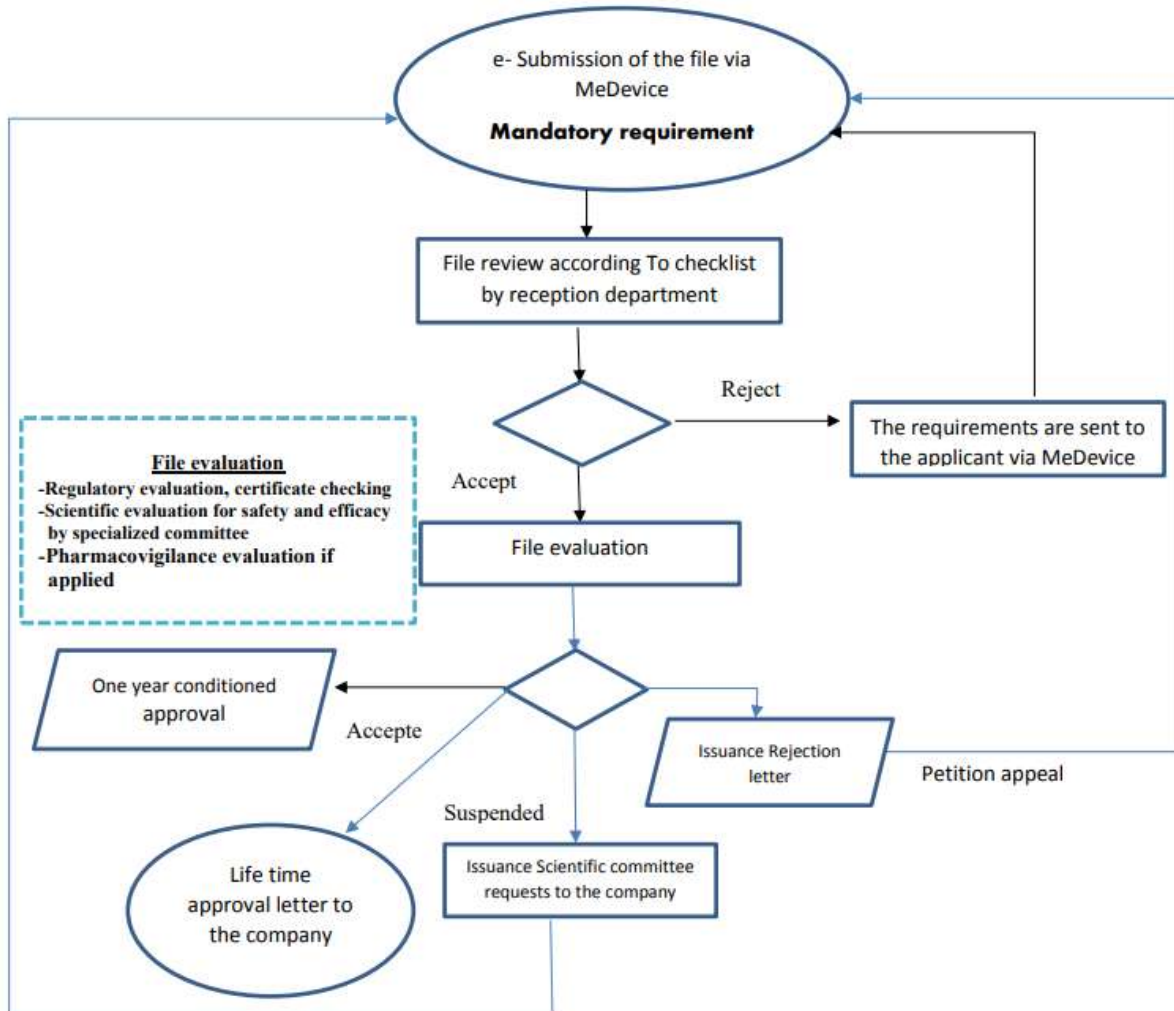 e- Submission of the file via
MeDevice
Mandatory requirement
File review according To checklist
by reception department
Reject
The requirements are sent to
the applicant via MeDevice
Accept
File evaluation
-Regulatory evaluation, certificate checking
-Scientific evaluation for safety and efficacy
by specialized committee
-Pharmacovigilance evaluation if
applied
File evaluation
One year conditioned
approval
Accepte
Issuance Rejection
letter
Petition appeal
Suspended
Life time
approval letter to
the company
Issuance Scientific committee
requests to the company